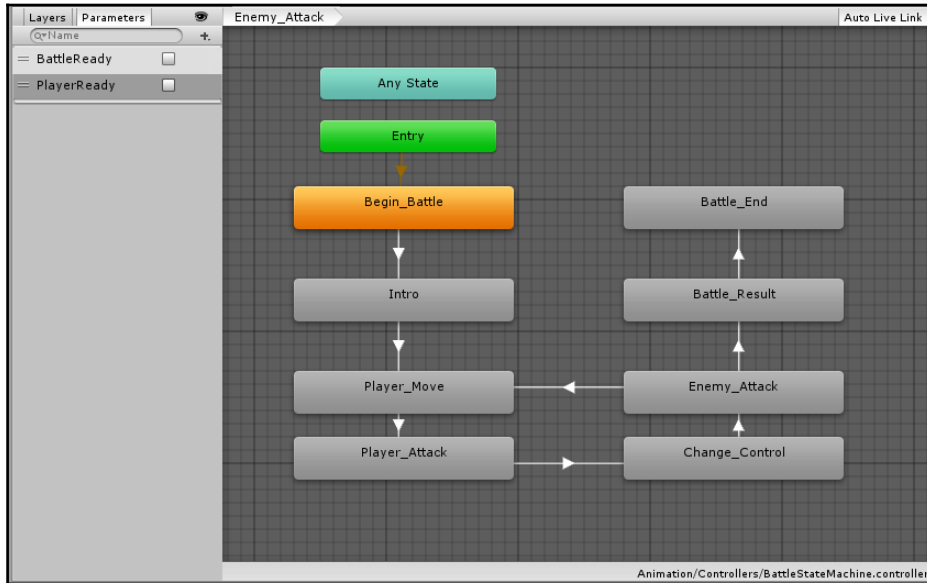 Layers Parameters
Enemy_Attack
Auto Live Link
Name
BattleReady
PlayerReady
Any State
Entry
Begin_Battle
Intro
Player_Move
Player_Attack
Battle_End
Battle_Result
Enemy_Attack
Change_Control
Animation/Controllers/BattleStateMachine.controller